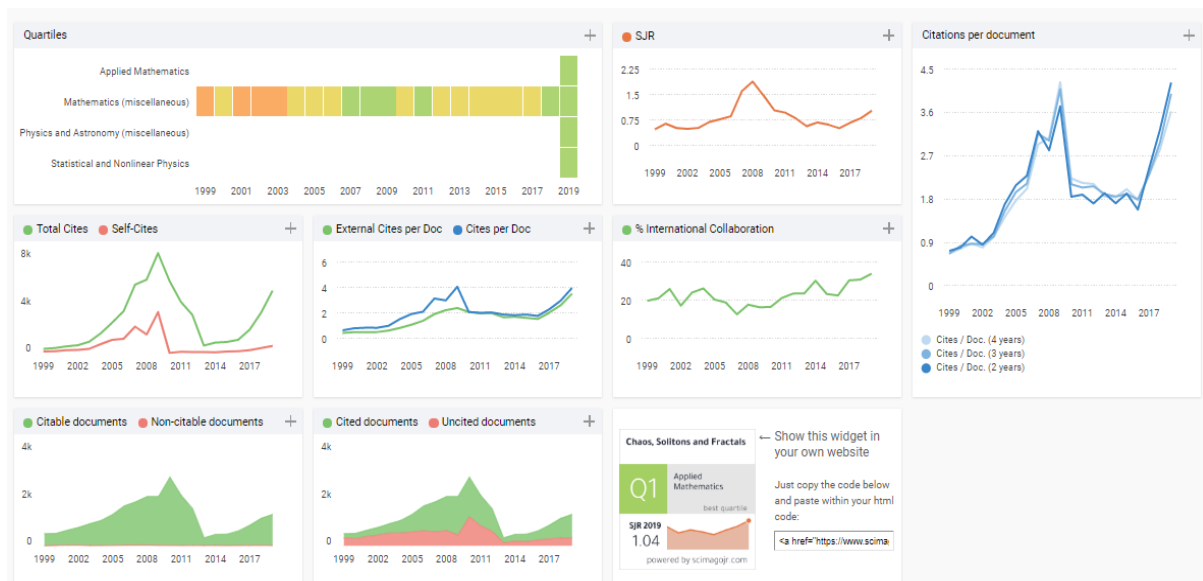 Quartiles
Applied Mathematics
Mathematics (miscellaneous)
Physics and Astronomy (miscellaneous)
Statistical and Nonlinear Physics
1999 2001 2003 2005 2007 2009 2011 2013 2015 2017 2019
SJR
2.25
1.5
0.75
0
1999 2002 2005 2008 2011 2014 2017
Citations per document
4.5
3.6
2.7
1.8
0.9
0
1999 2002 2005 2008 2011 2014 2017
Cites / Doc. (4 years)
Cites / Doc. (3 years)
Cites / Doc. (2 years)
Total Cites Self-Cites
8k
4k
0
1999 2002 2005 2008 2011 2014 2017
External Cites per Doc Cites per Doc
6
4
2
0
1999 2002 2005 2008 2011 2014 2017
% International Collaboration
40
20
0
1999 2002 2005 2008 2011 2014 2017
Citable documents Non-citable documents
4k
2k
0
1999 2002 2005 2008 2011 2014 2017
Cited documents Uncited documents
4k
2k
0
1999 2002 2005 2008 2011 2014 2017
Chaos, Solitons and Fractals
Q1
Applied
Mathematics
best quartile
SJR 2019
1.04
powered by scimagojr.com
← Show this widget in
your own website
Just copy the code below
and paste within your html
code:
<a href="https://www.scima